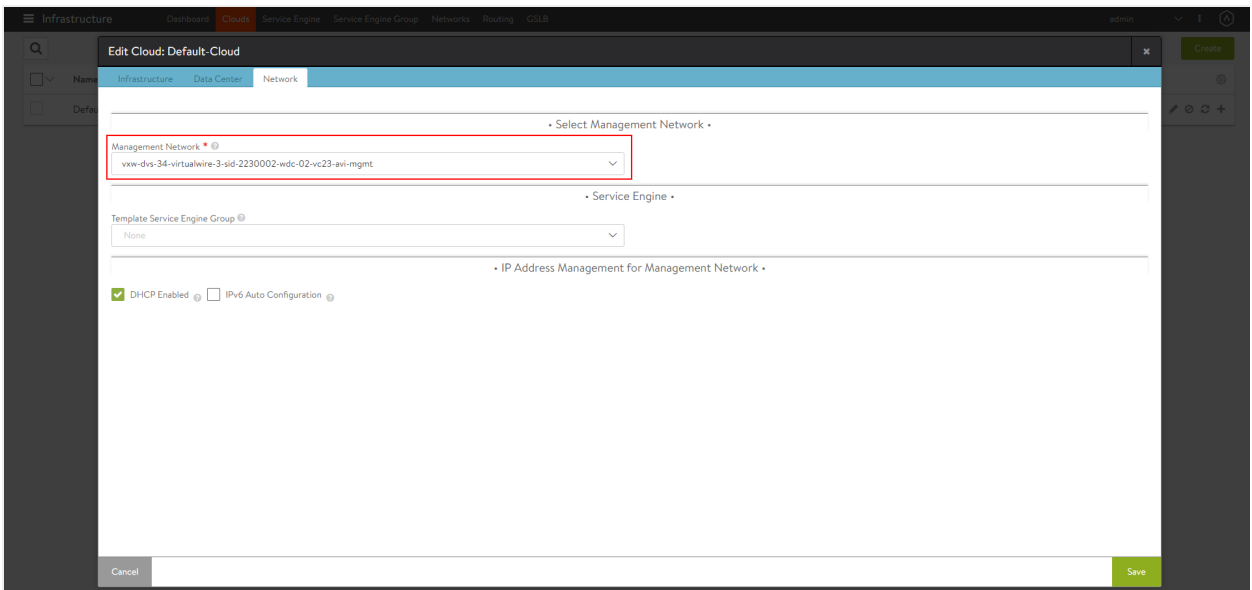 Infrastructure Dashboard Clouds Service Engine Service Engine Group Networks Routing GSLB admin
Edit Cloud: Default-Cloud Create
Name Infrastructure Data Center Network
Defau
• Select Management Network •
Management Network *
vxw-dvs-34-virtualwire-3-sid-2230002-wdc-02-vc23-avi-mgmt
• Service Engine •
Template Service Engine Group
None
• IP Address Management for Management Network •
DHCP Enabled IPv6 Auto Configuration
Cancel Save